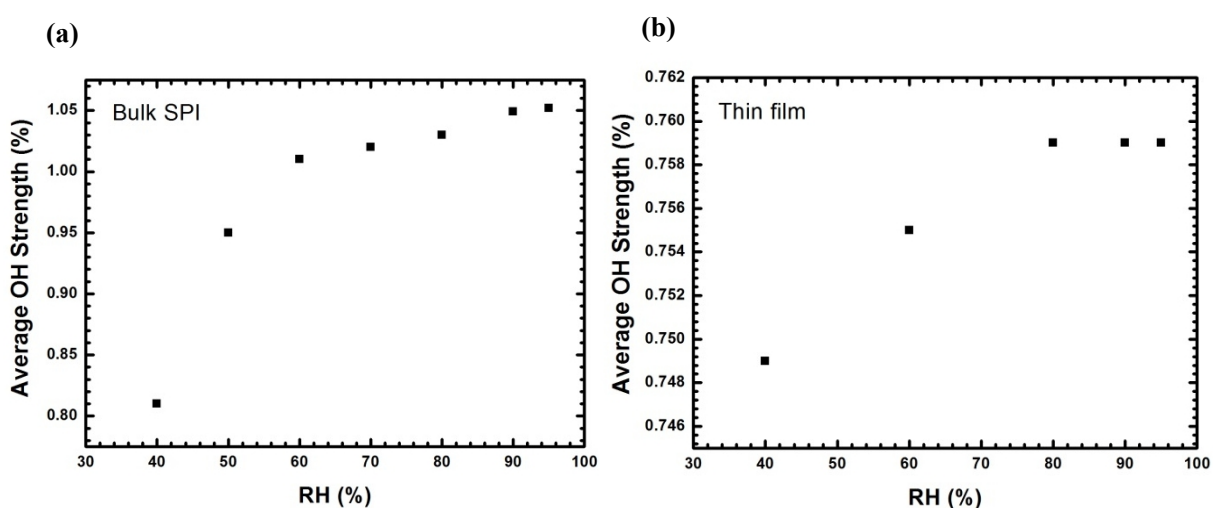 (a)
Bulk SPI
Average OH Strength (%)
1.05
1.00
0.95
0.90
0.85
0.80
30 40 50 60 70 80 90 100
RH (%)
(b)
Thin film
Average OH Strength (%)
0.762
0.760
0.758
0.756
0.754
0.752
0.750
0.748
0.746
30 40 50 60 70 80 90 100
RH (%)